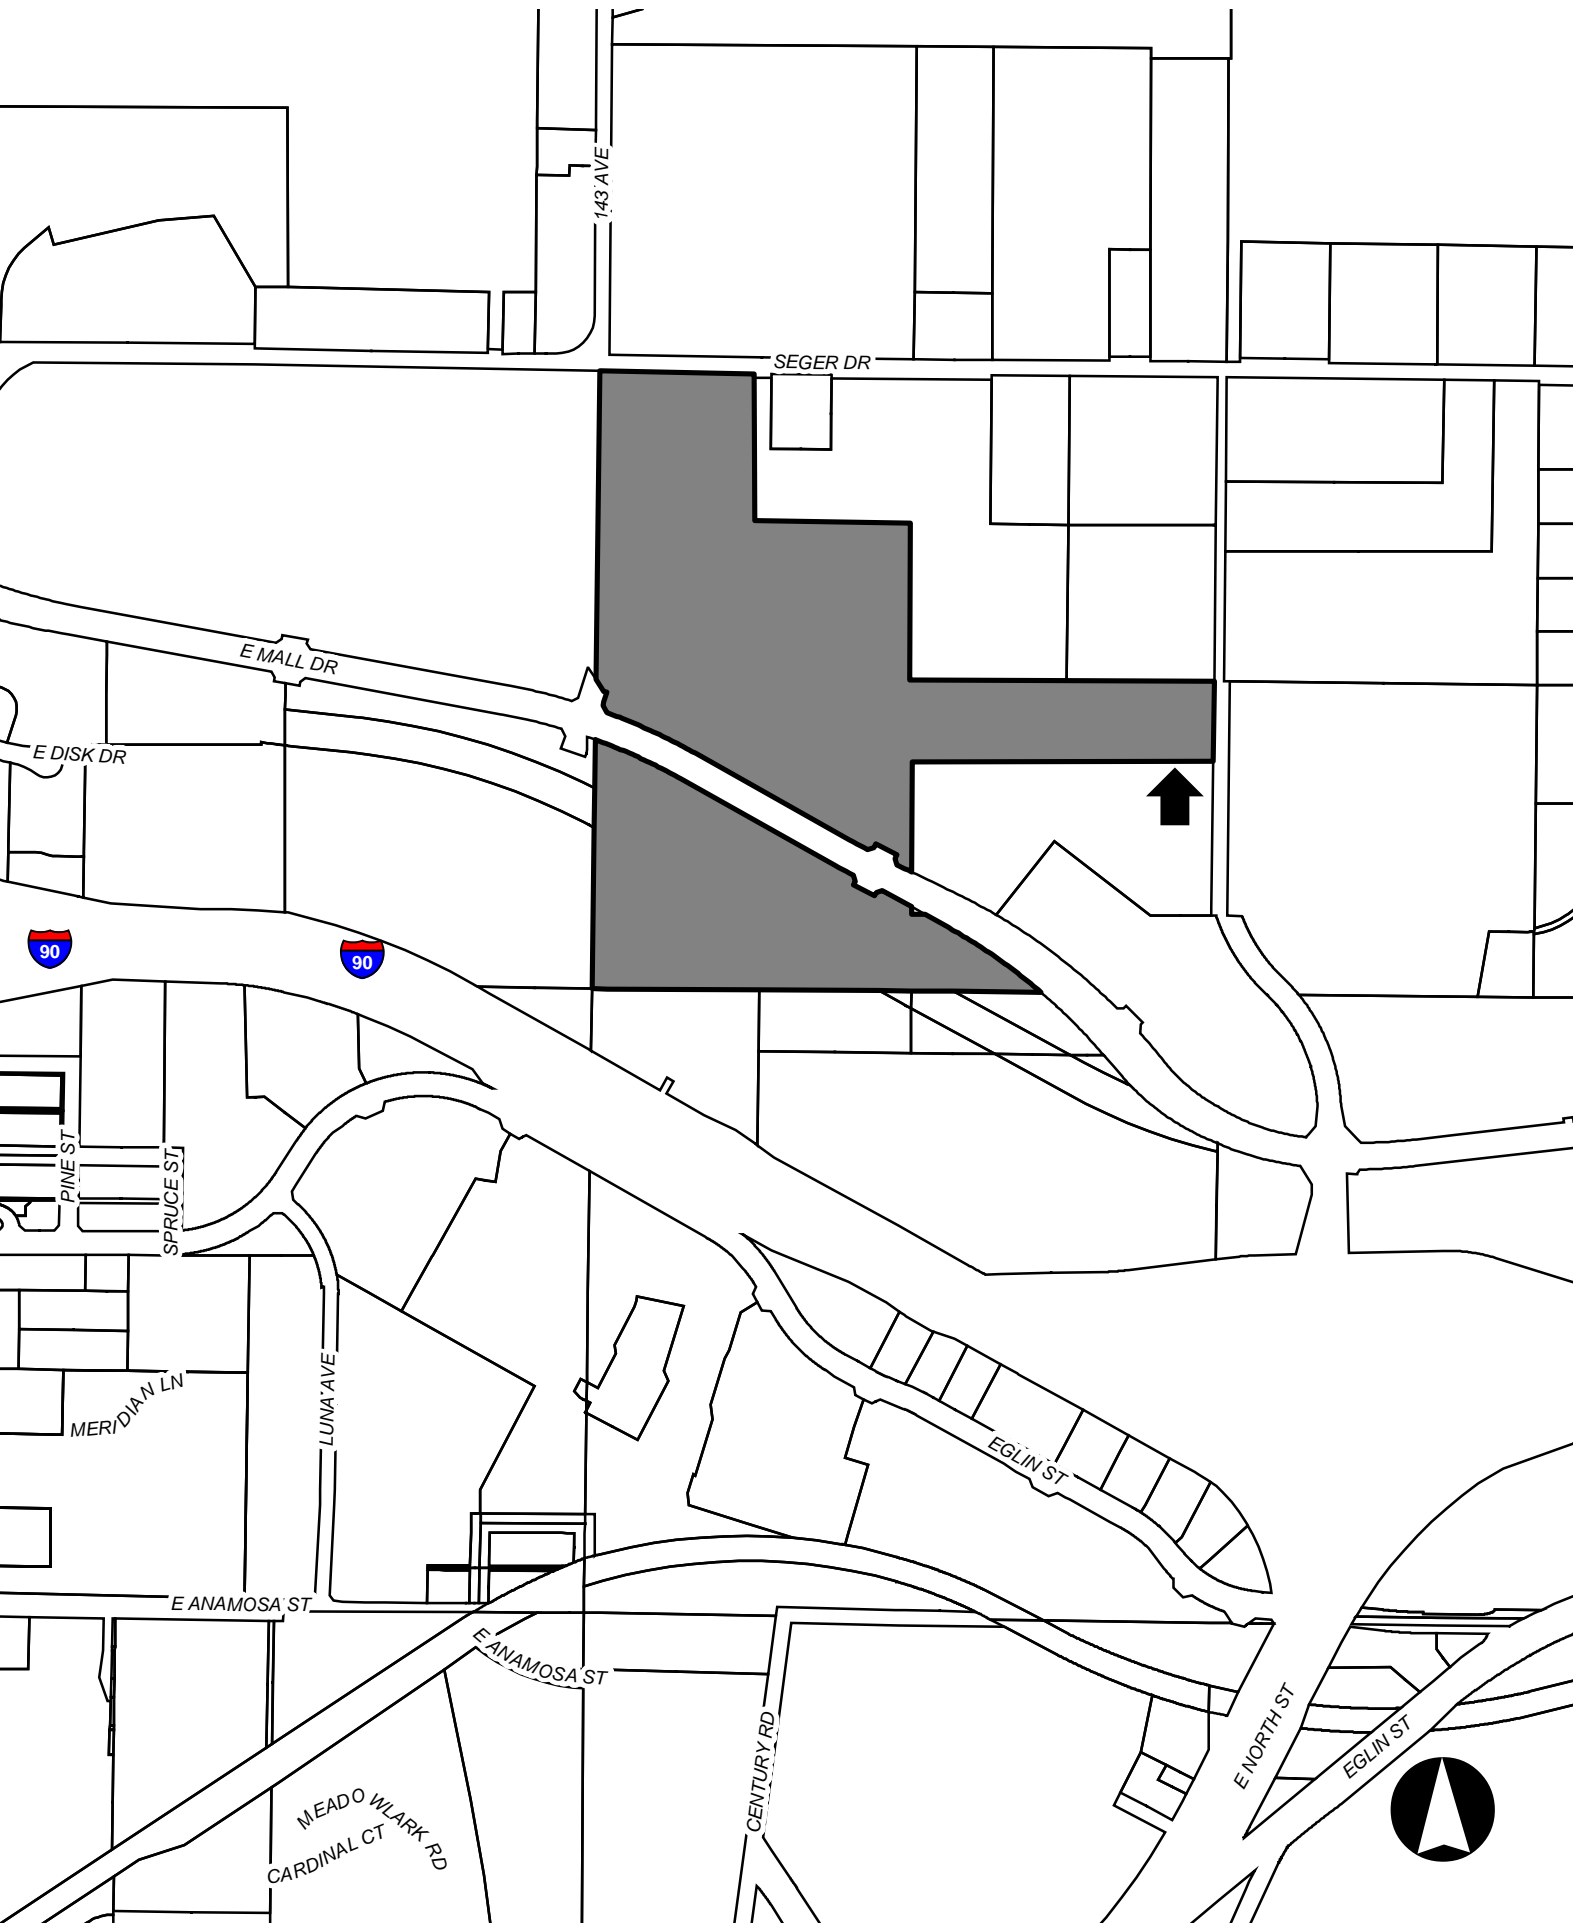 143 AVE
SEGER DR
E MALL DR
E DISK DR
90
90
PINE ST
SPRUCE ST
MERIDIAN LN
LUNA AVE
EGLIN ST
E ANAMOSA ST
E ANAMOSA ST
CENTURY RD
E NORTH ST
EGLIN ST
MEADOWLARK RD
CARDINAL CT